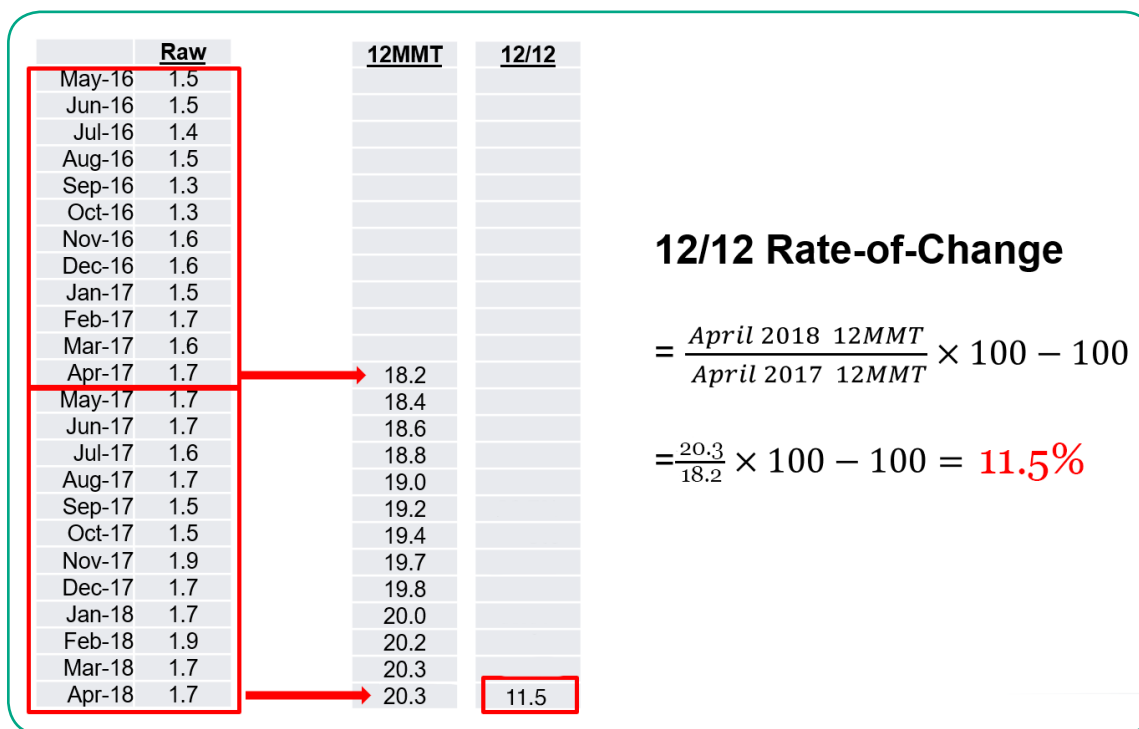 Raw 12MMT 12/12
May-16 1.5
Jun-16 1.5
Jul-16 1.4
Aug-16 1.5
Sep-16 1.3
Oct-16 1.3
Nov-16 1.6
Dec-16 1.6
Jan-17 1.5
Feb-17 1.7
Mar-17 1.6
Apr-17 1.7 18.2
May-17 1.7 18.4
Jun-17 1.7 18.6
Jul-17 1.6 18.8
Aug-17 1.7 19.0
Sep-17 1.5 19.2
Oct-17 1.5 19.4
Nov-17 1.9 19.7
Dec-17 1.7 19.8
Jan-18 1.7 20.0
Feb-18 1.9 20.2
Mar-18 1.7 20.3
Apr-18 1.7 20.3 11.5
12/12 Rate-of-Change
= April 2018 12MMT / April 2017 12MMT × 100 − 100
= 20.3 / 18.2 × 100 − 100 = 11.5%